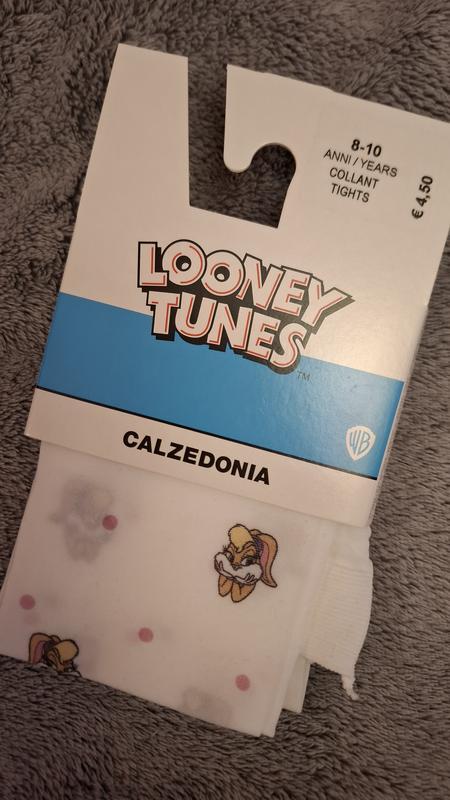 8-10
ANNI / YEARS
COLLANT
TIGHTS
€ 4,50
LOONEY
TUNES
TM
WB
CALZEDONIA